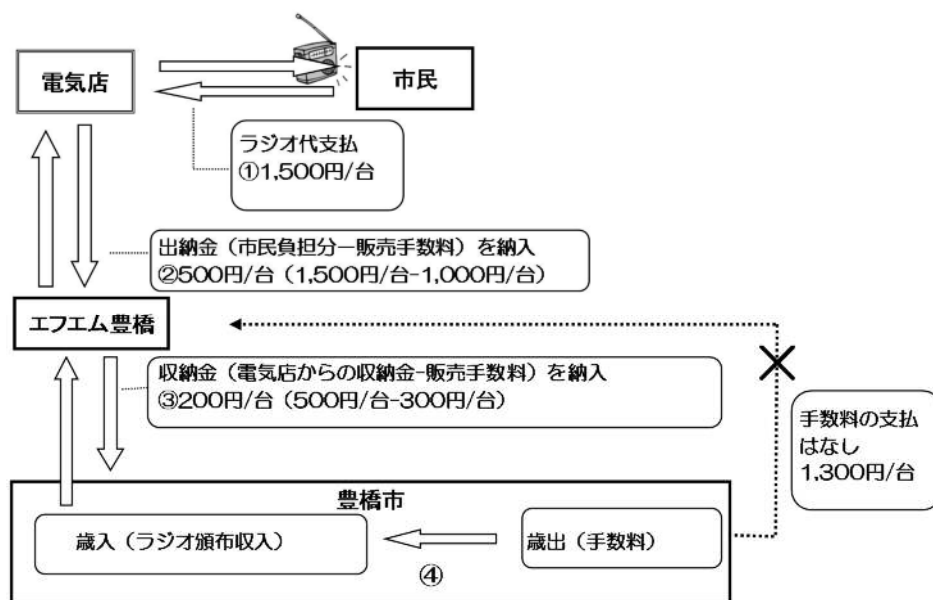 電気店
市民
ラジオ代支払
①1,500円/台
出納金（市民負担分ー販売手数料）を納入
②500円/台（1,500円/台-1,000円/台）
エフエム豊橋
収納金（電気店からの収納金-販売手数料）を納入
③200円/台（500円/台-300円/台）
手数料の支払
はなし
1,300円/台
豊橋市
歳入（ラジオ頒布収入）
歳出（手数料）
④